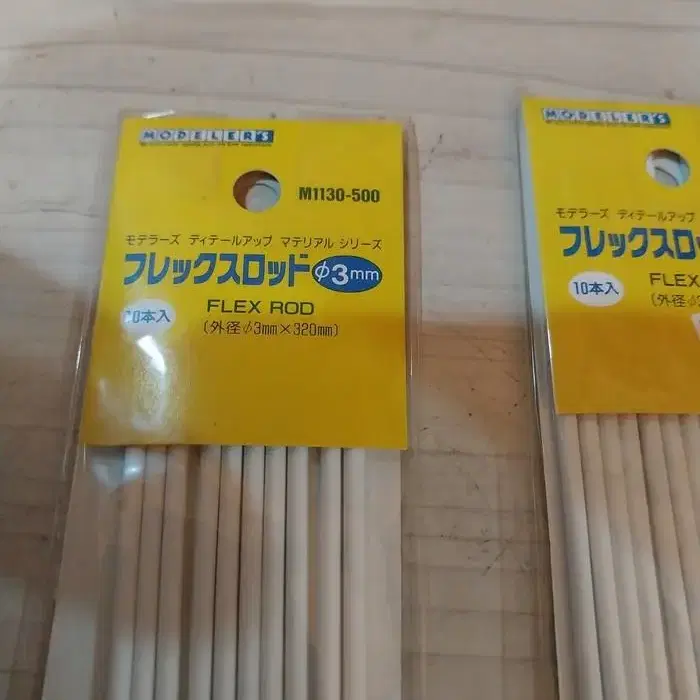 MODELER'S
M1130-500
モデラーズ ディテールアップ マテリアル シリーズ
フレックスロッド φ3mm
FLEX ROD
10本入
(外径φ3mm×320mm)
MODELER'S
モデラーズ ディテールアップ
フレックスロッ
FLEX
10本入
(外径φ